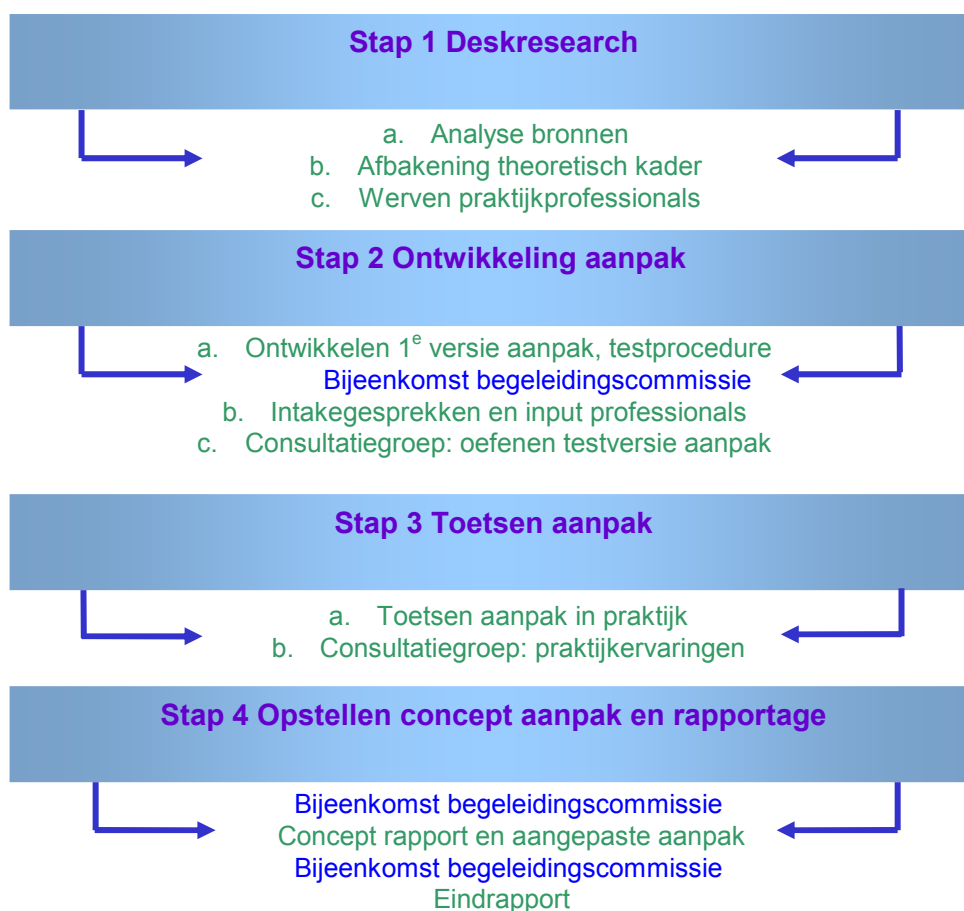 Stap 1 Deskresearch
a. Analyse bronnen
b. Afbakening theoretisch kader
c. Werven praktijkprofessionals
Stap 2 Ontwikkeling aanpak
a. Ontwikkelen 1e versie aanpak, testprocedure
Bijeenkomst begeleidingscommissie
b. Intakegesprekken en input professionals
c. Consultatiegroep: oefenen testversie aanpak
Stap 3 Toetsen aanpak
a. Toetsen aanpak in praktijk
b. Consultatiegroep: praktijkervaringen
Stap 4 Opstellen concept aanpak en rapportage
Bijeenkomst begeleidingscommissie
Concept rapport en aangepaste aanpak
Bijeenkomst begeleidingscommissie
Eindrapport